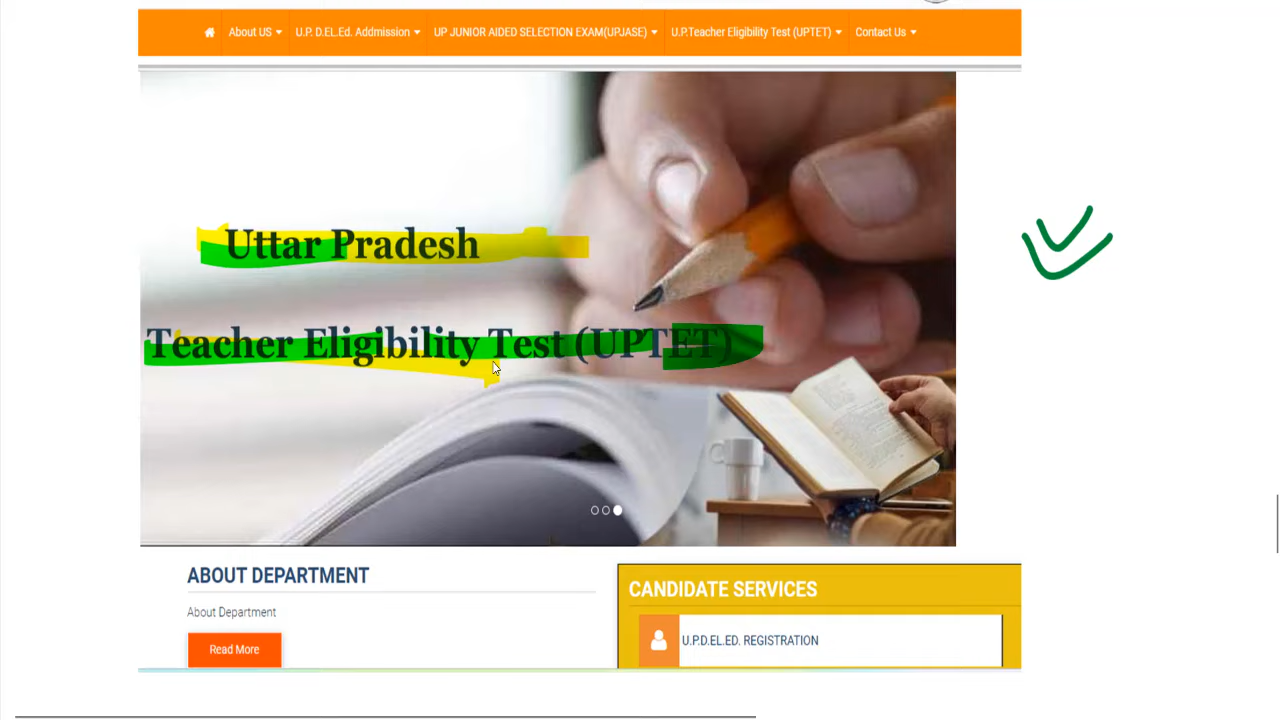 About US U.P. D.EL.Ed. Addmission UP JUNIOR AIDED SELECTION EXAM(UPJASE) U.P.Teacher Eligibility Test (UPTET) Contact Us
Uttar Pradesh
Teacher Eligibility Test (UPTET)
ABOUT DEPARTMENT
About Department
Read More
CANDIDATE SERVICES
U.P.D.EL.ED. REGISTRATION